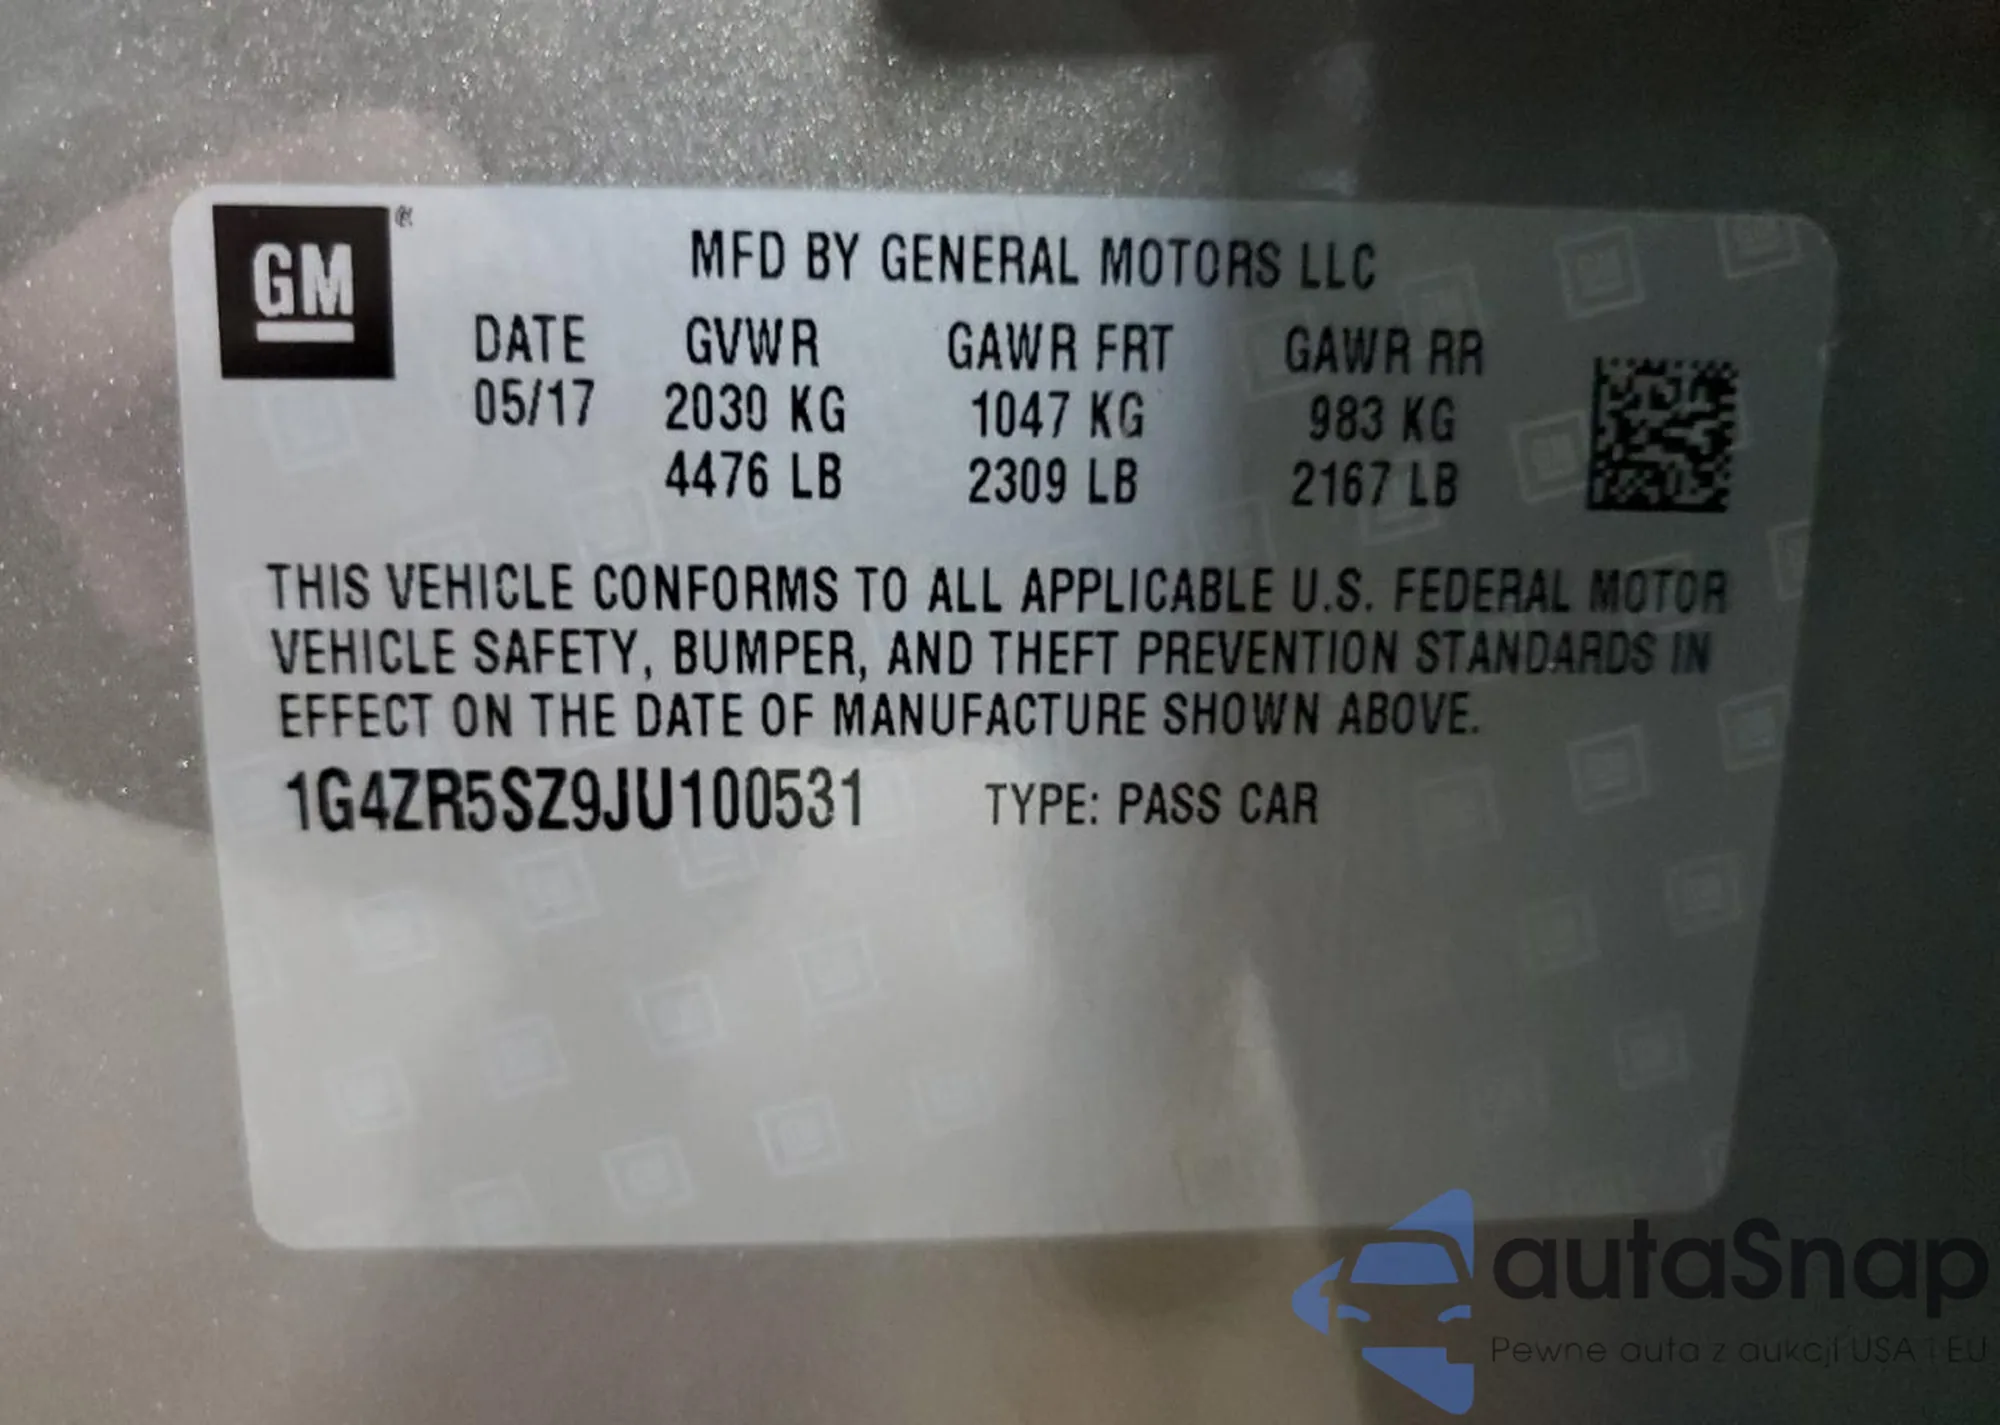 GM®
MFD BY GENERAL MOTORS LLC
DATE GVWR GAWR FRT GAWR RR
05/17 2030 KG 1047 KG 983 KG
4476 LB 2309 LB 2167 LB
THIS VEHICLE CONFORMS TO ALL APPLICABLE U.S. FEDERAL MOTOR
VEHICLE SAFETY, BUMPER, AND THEFT PREVENTION STANDARDS IN
EFFECT ON THE DATE OF MANUFACTURE SHOWN ABOVE.
1G4ZR5SZ9JU100531 TYPE: PASS CAR
autaSnap
Pewne auta z aukcji USA i EU